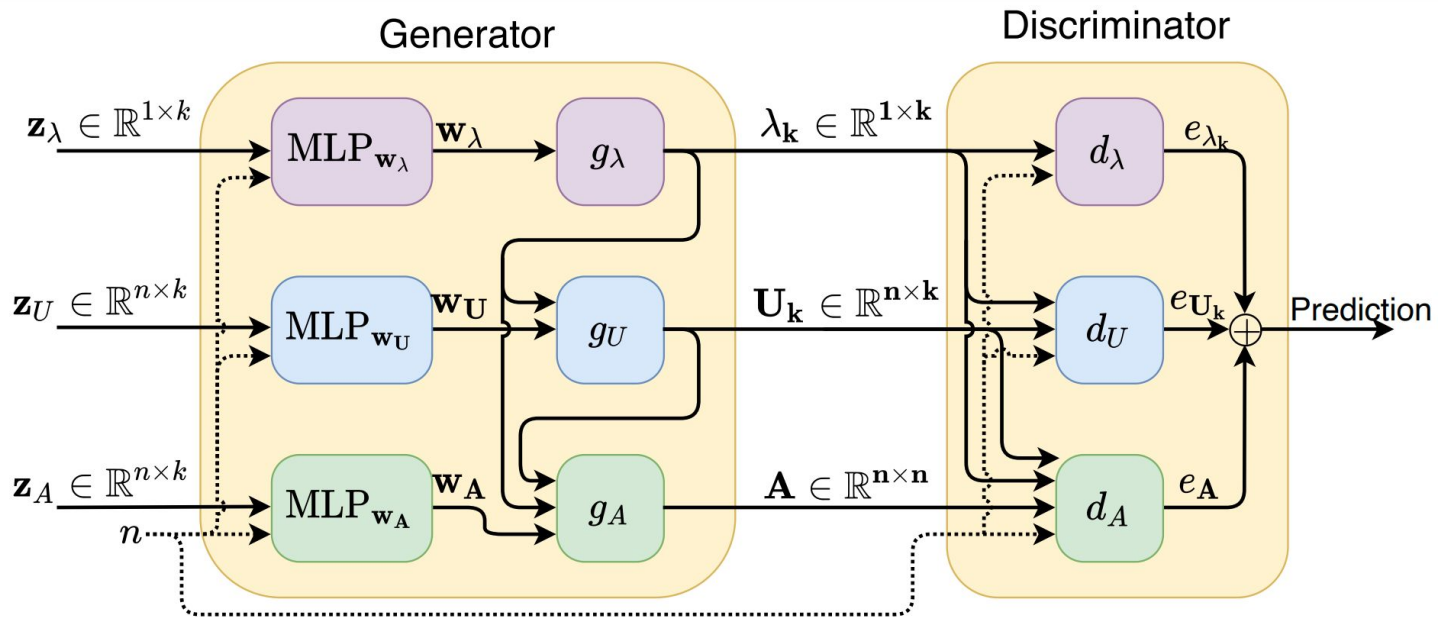 Generator
Discriminator
𝐳_λ ∈ ℝ^{1×k}
MLP_{𝐰_λ}
𝐰_λ
g_λ
λ_𝐤 ∈ ℝ^{𝟏×𝐤}
d_λ
e_{λ_𝐤}
𝐳_U ∈ ℝ^{n×k}
MLP_{𝐰_𝐔}
𝐰_𝐔
g_U
𝐔_𝐤 ∈ ℝ^{𝐧×𝐤}
d_U
e_{𝐔_𝐤}
⊕
Prediction
𝐳_A ∈ ℝ^{n×k}
MLP_{𝐰_𝐀}
𝐰_𝐀
g_A
𝐀 ∈ ℝ^{𝐧×𝐧}
d_A
e_𝐀
n